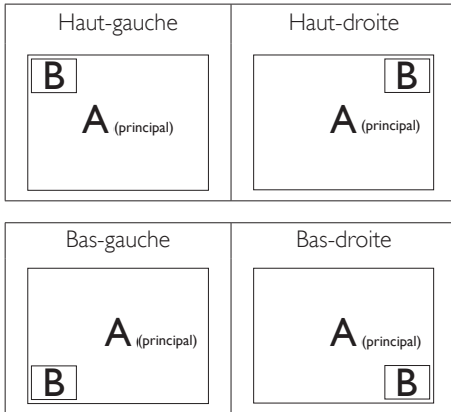 Haut-gauche
B
A (principal)
Haut-droite
B
A (principal)
Bas-gauche
A (principal)
B
Bas-droite
A (principal)
B